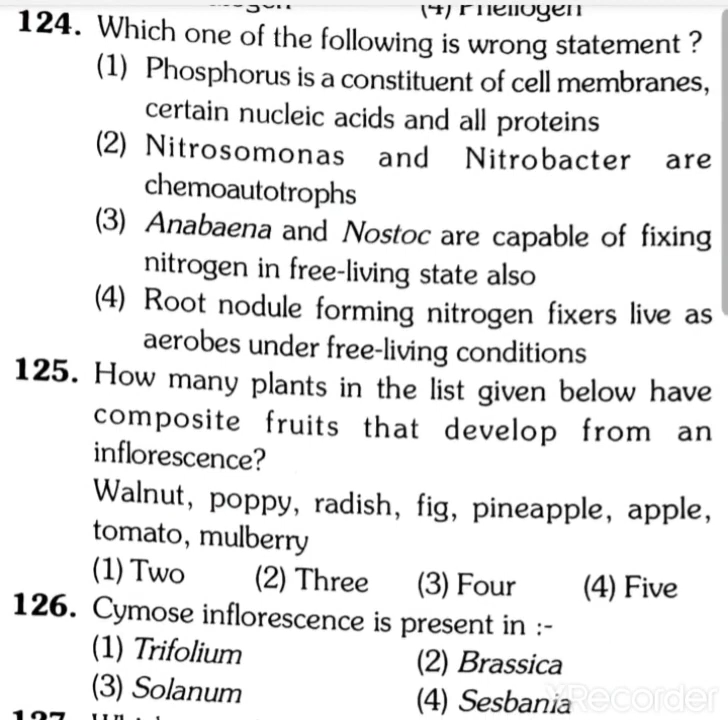 (4) Phellogen
124. Which one of the following is wrong statement ?
(1) Phosphorus is a constituent of cell membranes,
certain nucleic acids and all proteins
(2) Nitrosomonas and Nitrobacter are
chemoautotrophs
(3) Anabaena and Nostoc are capable of fixing
nitrogen in free-living state also
(4) Root nodule forming nitrogen fixers live as
aerobes under free-living conditions
125. How many plants in the list given below have
composite fruits that develop from an
inflorescence?
Walnut, poppy, radish, fig, pineapple, apple,
tomato, mulberry
(1) Two (2) Three (3) Four (4) Five
126. Cymose inflorescence is present in :-
(1) Trifolium (2) Brassica
(3) Solanum (4) Sesbania
XRecorder
127.